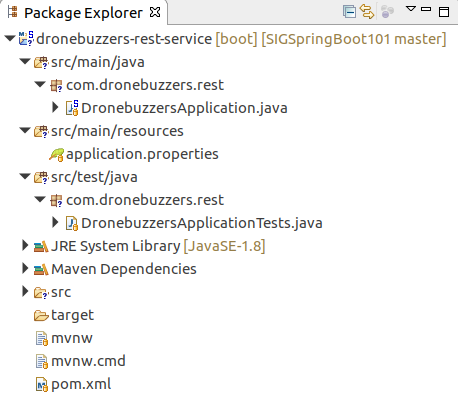 Package Explorer
dronebuzzers-rest-service [boot] [SIGSpringBoot101 master]
src/main/java
com.dronebuzzers.rest
DronebuzzersApplication.java
src/main/resources
application.properties
src/test/java
com.dronebuzzers.rest
DronebuzzersApplicationTests.java
JRE System Library [JavaSE-1.8]
Maven Dependencies
src
target
mvnw
mvnw.cmd
pom.xml